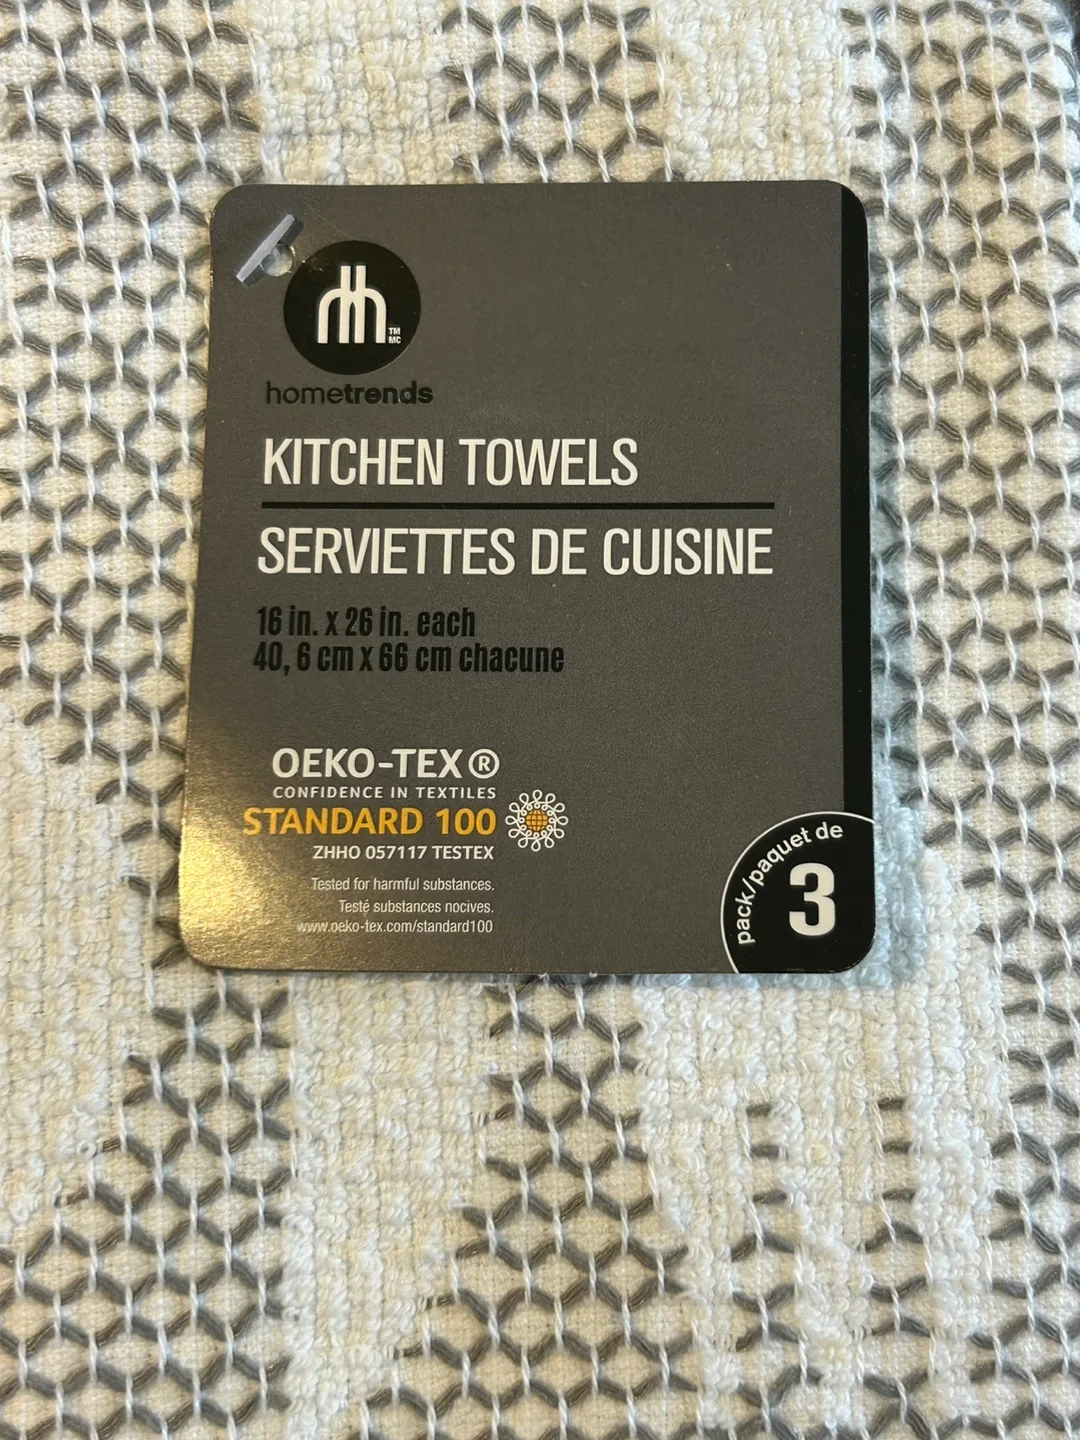 TM
MC
hometrends
KITCHEN TOWELS
SERVIETTES DE CUISINE
16 in. x 26 in. each
40, 6 cm x 66 cm chacune
OEKO-TEX®
CONFIDENCE IN TEXTILES
STANDARD 100
ZHHO 057117 TESTEX
Tested for harmful substances.
Testé substances nocives.
www.oeko-tex.com/standard100
pack/paquet de
3